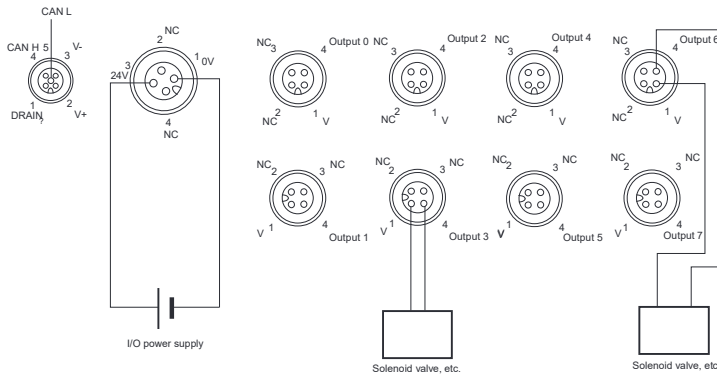 CAN L
CAN H 5
4 3 V-
1 2 V+
DRAIN
NC
2
3 1 0V
24V
4
NC
I/O power supply
NC 3 4 Output 0
NC 2 1 V
NC 3 4 Output 2
NC 2 1 V
NC 3 4 Output 4
NC 2 1 V
NC 3 4 Output 6
NC 2 1 V
NC 2 3 NC
V 1 4 Output 1
NC 2 3 NC
V 1 4 Output 3
NC 2 3 NC
V 1 4 Output 5
NC 2 3 NC
V 1 4 Output 7
Solenoid valve, etc.
Solenoid valve, etc